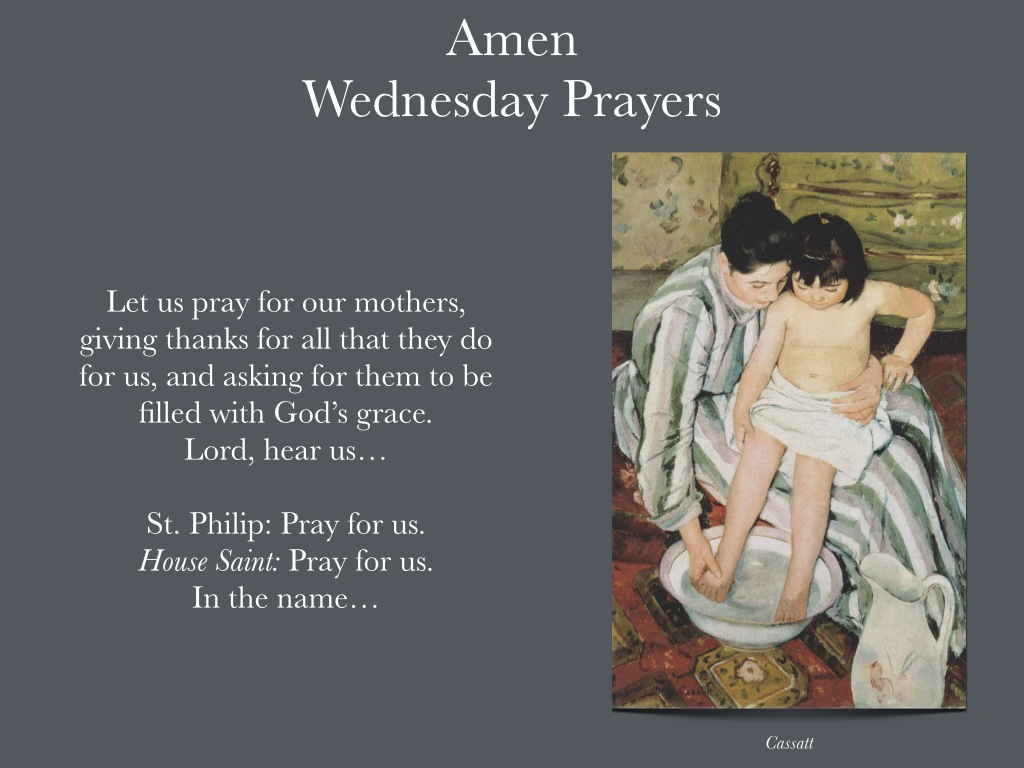 Amen
Wednesday Prayers
Let us pray for our mothers,
giving thanks for all that they do
for us, and asking for them to be
filled with God’s grace.
Lord, hear us…
St. Philip: Pray for us.
House Saint: Pray for us.
In the name…
Cassatt